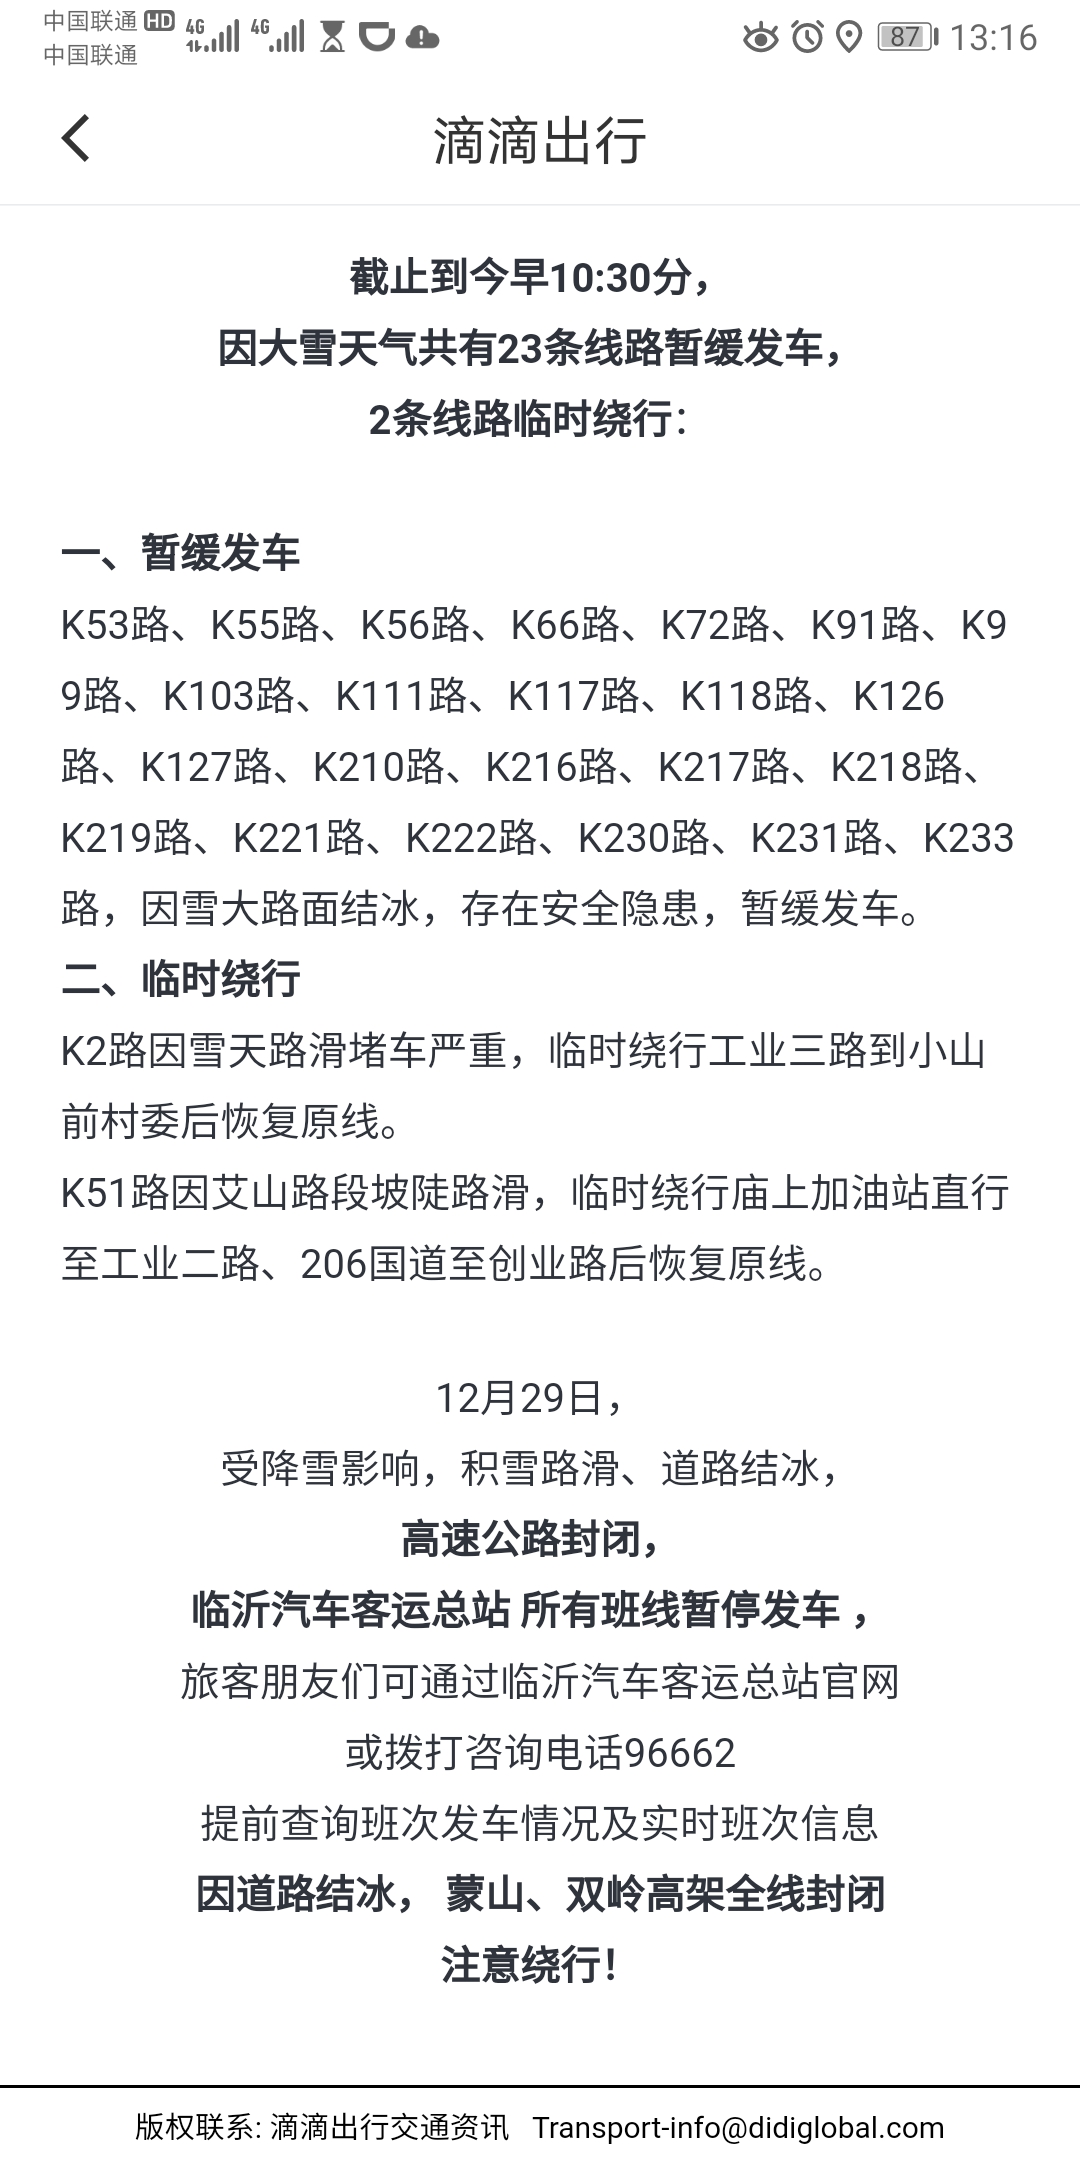 中国联通 HD 4G 4G 87 13:16
中国联通
滴滴出行
截止到今早10:30分，
因大雪天气共有23条线路暂缓发车，
2条线路临时绕行：
一、暂缓发车
K53路、K55路、K56路、K66路、K72路、K91路、K9
9路、K103路、K111路、K117路、K118路、K126
路、K127路、K210路、K216路、K217路、K218路、
K219路、K221路、K222路、K230路、K231路、K233
路，因雪大路面结冰，存在安全隐患，暂缓发车。
二、临时绕行
K2路因雪天路滑堵车严重，临时绕行工业三路到小山
前村委后恢复原线。
K51路因艾山路段坡陡路滑，临时绕行庙上加油站直行
至工业二路、206国道至创业路后恢复原线。
12月29日，
受降雪影响，积雪路滑、道路结冰，
高速公路封闭，
临沂汽车客运总站 所有班线暂停发车 ，
旅客朋友们可通过临沂汽车客运总站官网
或拨打咨询电话96662
提前查询班次发车情况及实时班次信息
因道路结冰， 蒙山、双岭高架全线封闭
注意绕行！
版权联系: 滴滴出行交通资讯 Transport-info@didiglobal.com